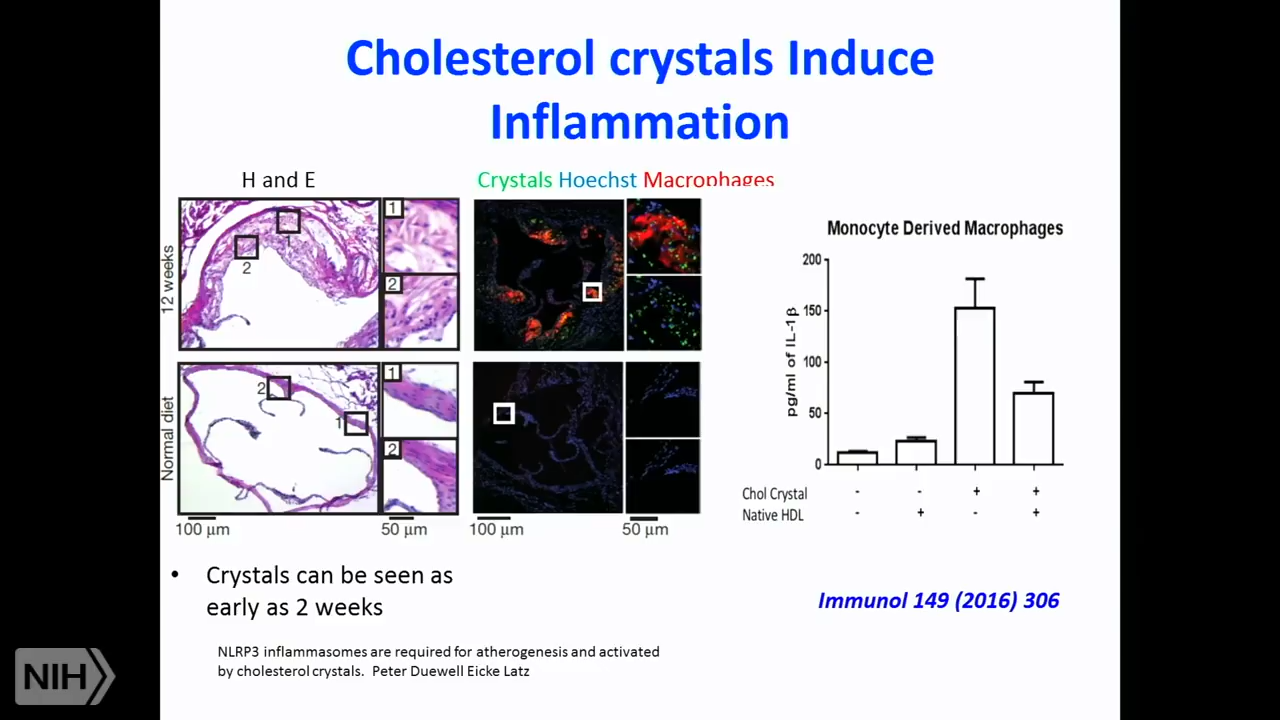 Cholesterol crystals Induce
Inflammation
H and E
Crystals Hoechst Macrophages
12 weeks
1
2
1
2
Normal diet
2
1
1
2
100 µm
50 µm
100 µm
50 µm
Monocyte Derived Macrophages
pg/ml of IL-1β
200
150
100
50
0
Chol Crystal - - + +
Native HDL - + - +
• Crystals can be seen as
early as 2 weeks
Immunol 149 (2016) 306
NLRP3 inflammasomes are required for atherogenesis and activated
by cholesterol crystals. Peter Duewell Eicke Latz
NIH